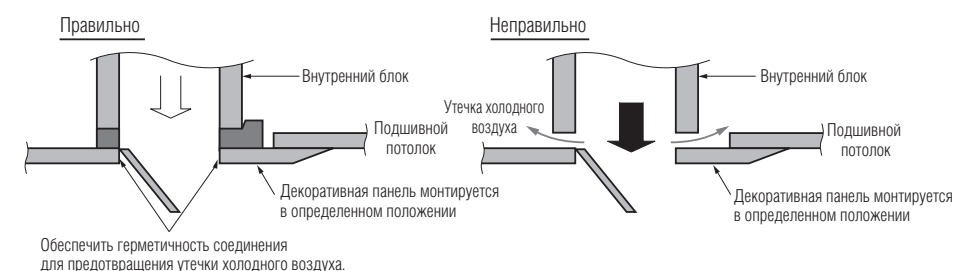 Правильно
Внутренний блок
Подшивной
потолок
Декоративная панель монтируется
в определенном положении
Обеспечить герметичность соединения
для предотвращения утечки холодного воздуха.
Неправильно
Внутренний блок
Утечка холодного
воздуха
Подшивной
потолок
Декоративная панель монтируется
в определенном положении